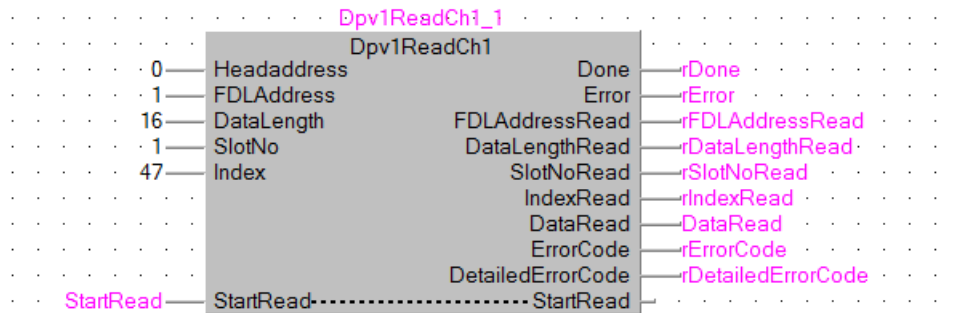 Dpv1ReadCh1_1
Dpv1ReadCh1
0 Headaddress Done rDone
1 FDLAddress Error rError
16 DataLength FDLAddressRead rFDLAddressRead
1 SlotNo DataLengthRead rDataLengthRead
47 Index SlotNoRead rSlotNoRead
IndexRead rIndexRead
DataRead DataRead
ErrorCode rErrorCode
DetailedErrorCode rDetailedErrorCode
StartRead StartRead StartRead